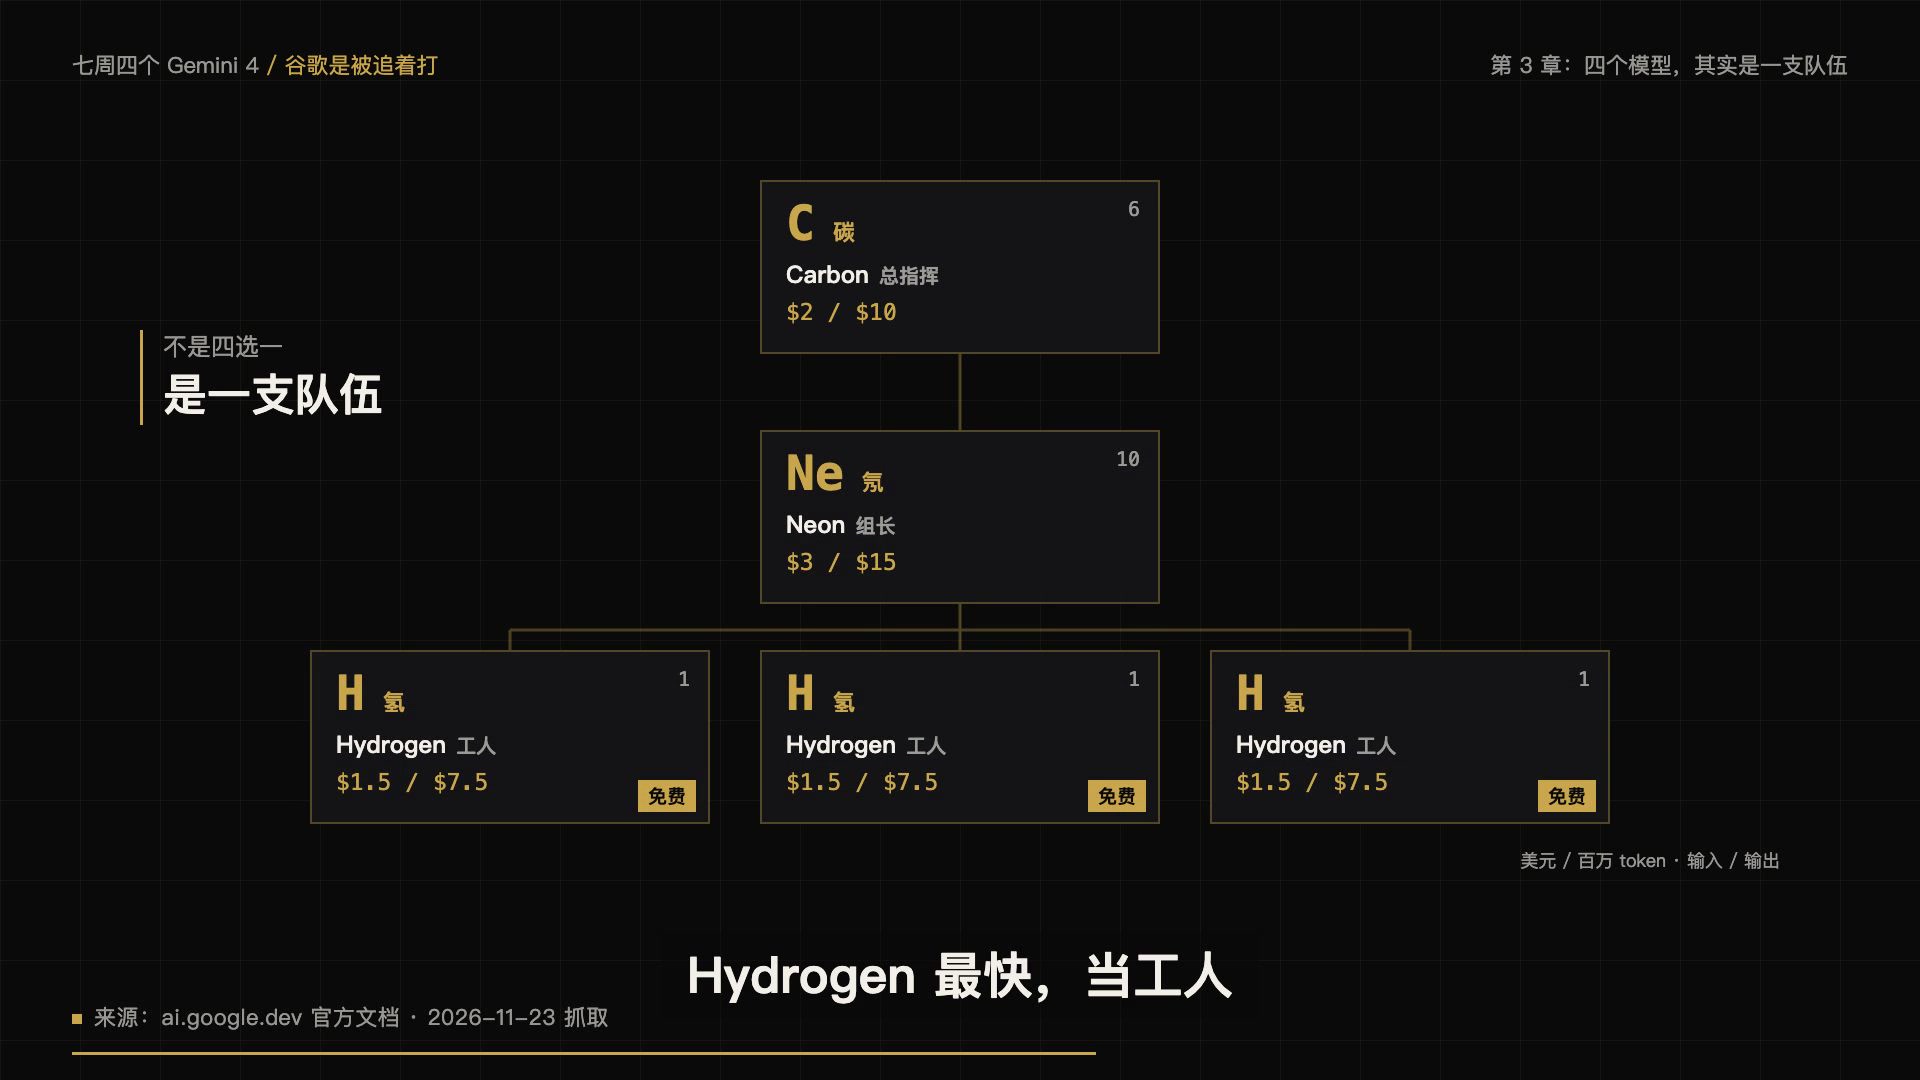 七周四个 Gemini 4 / 谷歌是被追着打
第 3 章：四个模型，其实是一支队伍
不是四选一
是一支队伍
C 碳 6
Carbon 总指挥
$2 / $10
Ne 氖 10
Neon 组长
$3 / $15
H 氢 1
Hydrogen 工人
$1.5 / $7.5
免费
H 氢 1
Hydrogen 工人
$1.5 / $7.5
免费
H 氢 1
Hydrogen 工人
$1.5 / $7.5
免费
美元 / 百万 token · 输入 / 输出
Hydrogen 最快，当工人
来源：ai.google.dev 官方文档 · 2026-11-23 抓取